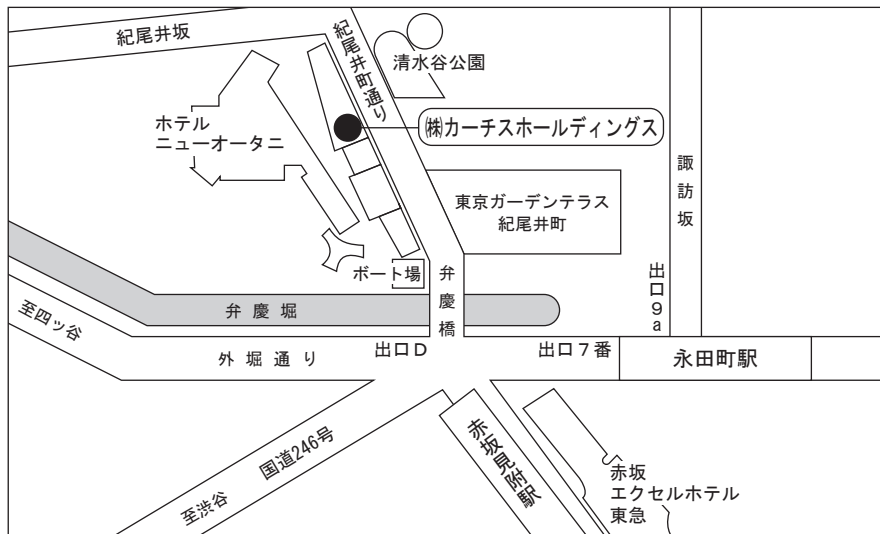 紀尾井坂
紀尾井町通り
清水谷公園
ホテル
ニューオータニ
㈱カーチスホールディングス
諏訪坂
東京ガーデンテラス
紀尾井町
ボート場
弁慶橋
出口9a
至四ッ谷
弁慶堀
外堀通り
出口D
出口7番
永田町駅
国道246号
至渋谷
赤坂見附駅
赤坂
エクセルホテル
東急